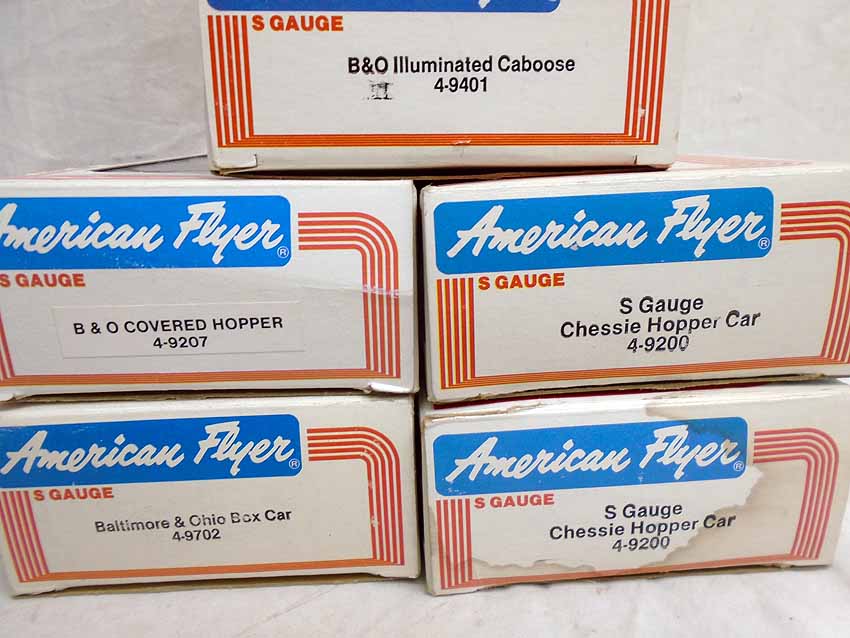 American Flyer
S GAUGE
B&O Illuminated Caboose
4-9401
American Flyer®
S GAUGE
B & O COVERED HOPPER
4-9207
American Flyer®
S GAUGE
S Gauge
Chessie Hopper Car
4-9200
American Flyer®
S GAUGE
Baltimore & Ohio Box Car
4-9702
American Flyer®
S GAUGE
S Gauge
Chessie Hopper Car
4-9200